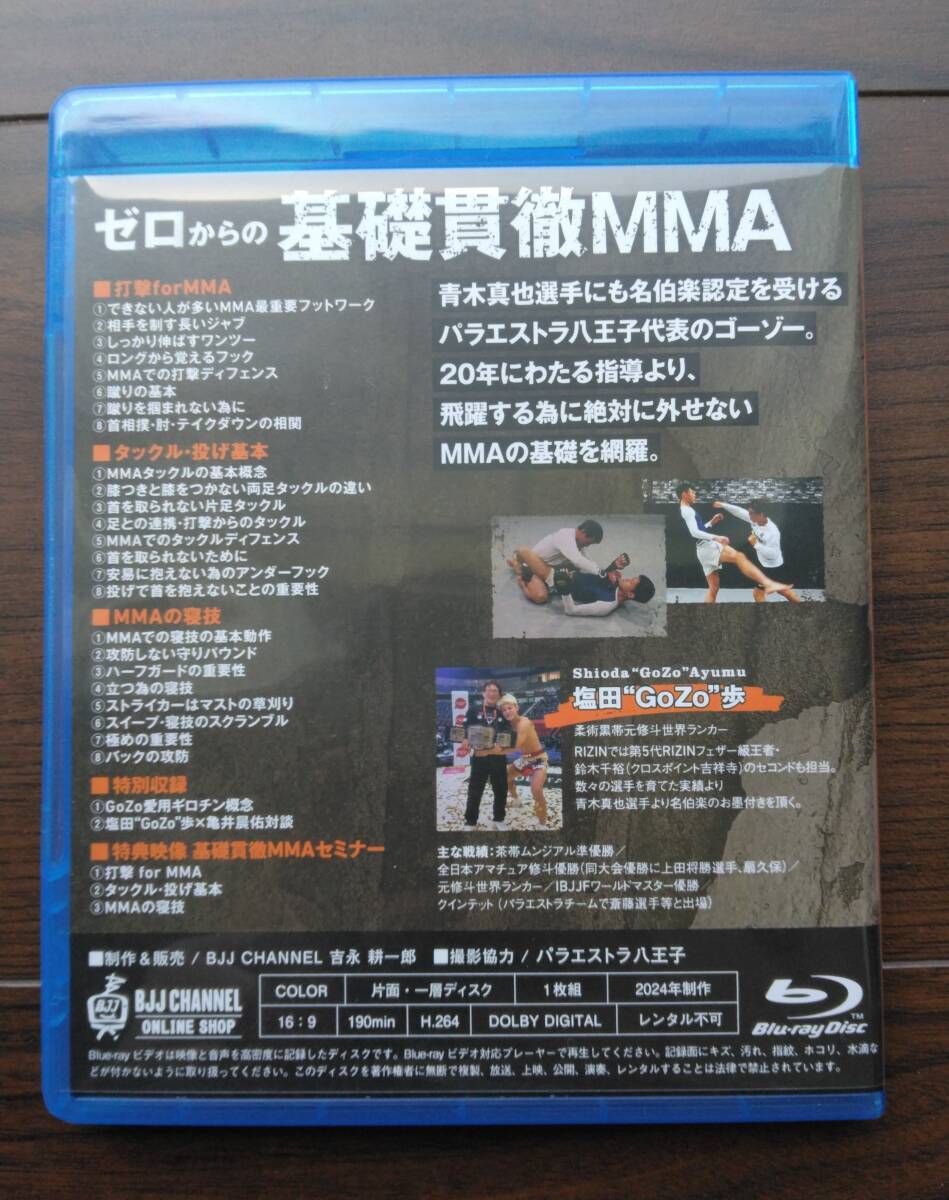 ゼロからの 基礎貫徹MMA
■打撃forMMA
①できない人が多いMMA最重要フットワーク
②相手を制す長いジャブ
③しっかり伸ばすワンツー
④ロングから覚えるフック
⑤MMAでの打撃ディフェンス
⑥蹴りの基本
⑦蹴りを掴まれない為に
⑧首相撲・肘・テイクダウンの相関
■タックル・投げ基本
①MMAタックルの基本概念
②膝つきと膝をつかない両足タックルの違い
③首を取られない片足タックル
④足との連携・打撃からのタックル
⑤MMAでのタックルディフェンス
⑥首を取られないために
⑦安易に抱えない為のアンダーフック
⑧投げで首を抱えないことの重要性
■MMAの寝技
①MMAでの寝技の基本動作
②攻防しない守りパウンド
③ハーフガードの重要性
④立つ為の寝技
⑤ストライカーはマストの草刈り
⑥スイープ・寝技のスクランブル
⑦極めの重要性
⑧バックの攻防
■特別収録
①GoZo愛用ギロチン概念
②塩田“GoZo”歩×亀井晨佑対談
■特典映像 基礎貫徹MMAセミナー
①打撃 for MMA
②タックル・投げ基本
③MMAの寝技
青木真也選手にも名伯楽認定を受ける
パラエストラ八王子代表のゴーゾー。
20年にわたる指導より、
飛躍する為に絶対に外せない
MMAの基礎を網羅。
Shioda“GoZo”Ayumu
塩田“GoZo”歩
柔術黒帯元修斗世界ランカー
RIZINでは第5代RIZINフェザー級王者・
鈴木千裕(クロスポイント吉祥寺)のセコンドも担当。
数々の選手を育てた実績より
青木真也選手より名伯楽のお墨付きを頂く。
主な戦績：茶帯ムンジアル準優勝／
全日本アマチュア修斗優勝(同大会優勝に上田将勝選手、扇久保)／
元修斗世界ランカー／IBJJFワールドマスター優勝
クインテット (パラエストラチームで斎藤選手等と出場)
■制作&販売 / BJJ CHANNEL 吉永 耕一郎 ■撮影協力 / パラエストラ八王子
BJJ
BJJ CHANNEL
ONLINE SHOP
COLOR 片面・一層ディスク 1枚組 2024年制作
16：9 190min H.264 DOLBY DIGITAL レンタル不可
Blu-ray Disc™
Blue-ray ビデオは映像と音声を高密度に記録したディスクです。Blue-ray ビデオ対応プレーヤーで再生してください。記録面にキズ、汚れ、指紋、ホコリ、水滴な
どが付かないように取り扱ってください。このディスクを著作権者に無断で複製、放送、上映、公開、演奏、レンタルすることは法律で禁止されています。